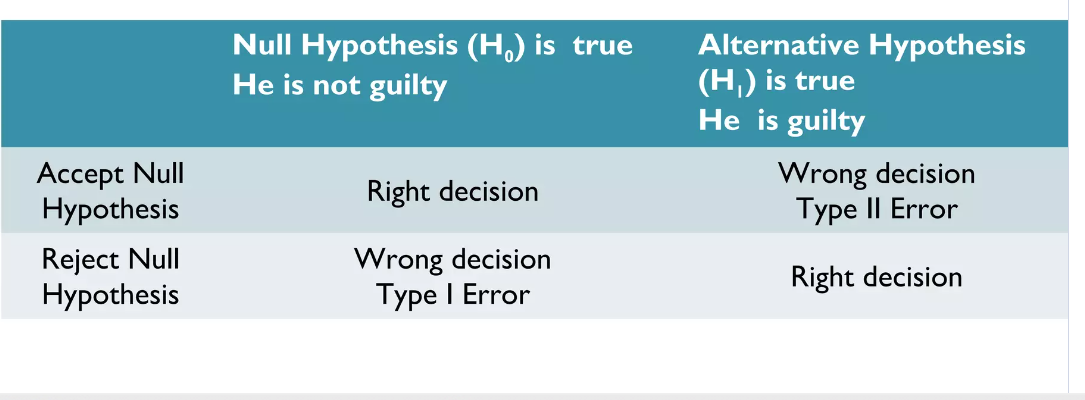 Null Hypothesis (H₀) is true
He is not guilty
Alternative Hypothesis
(H₁) is true
He is guilty
Accept Null
Hypothesis
Right decision
Wrong decision
Type II Error
Reject Null
Hypothesis
Wrong decision
Type I Error
Right decision